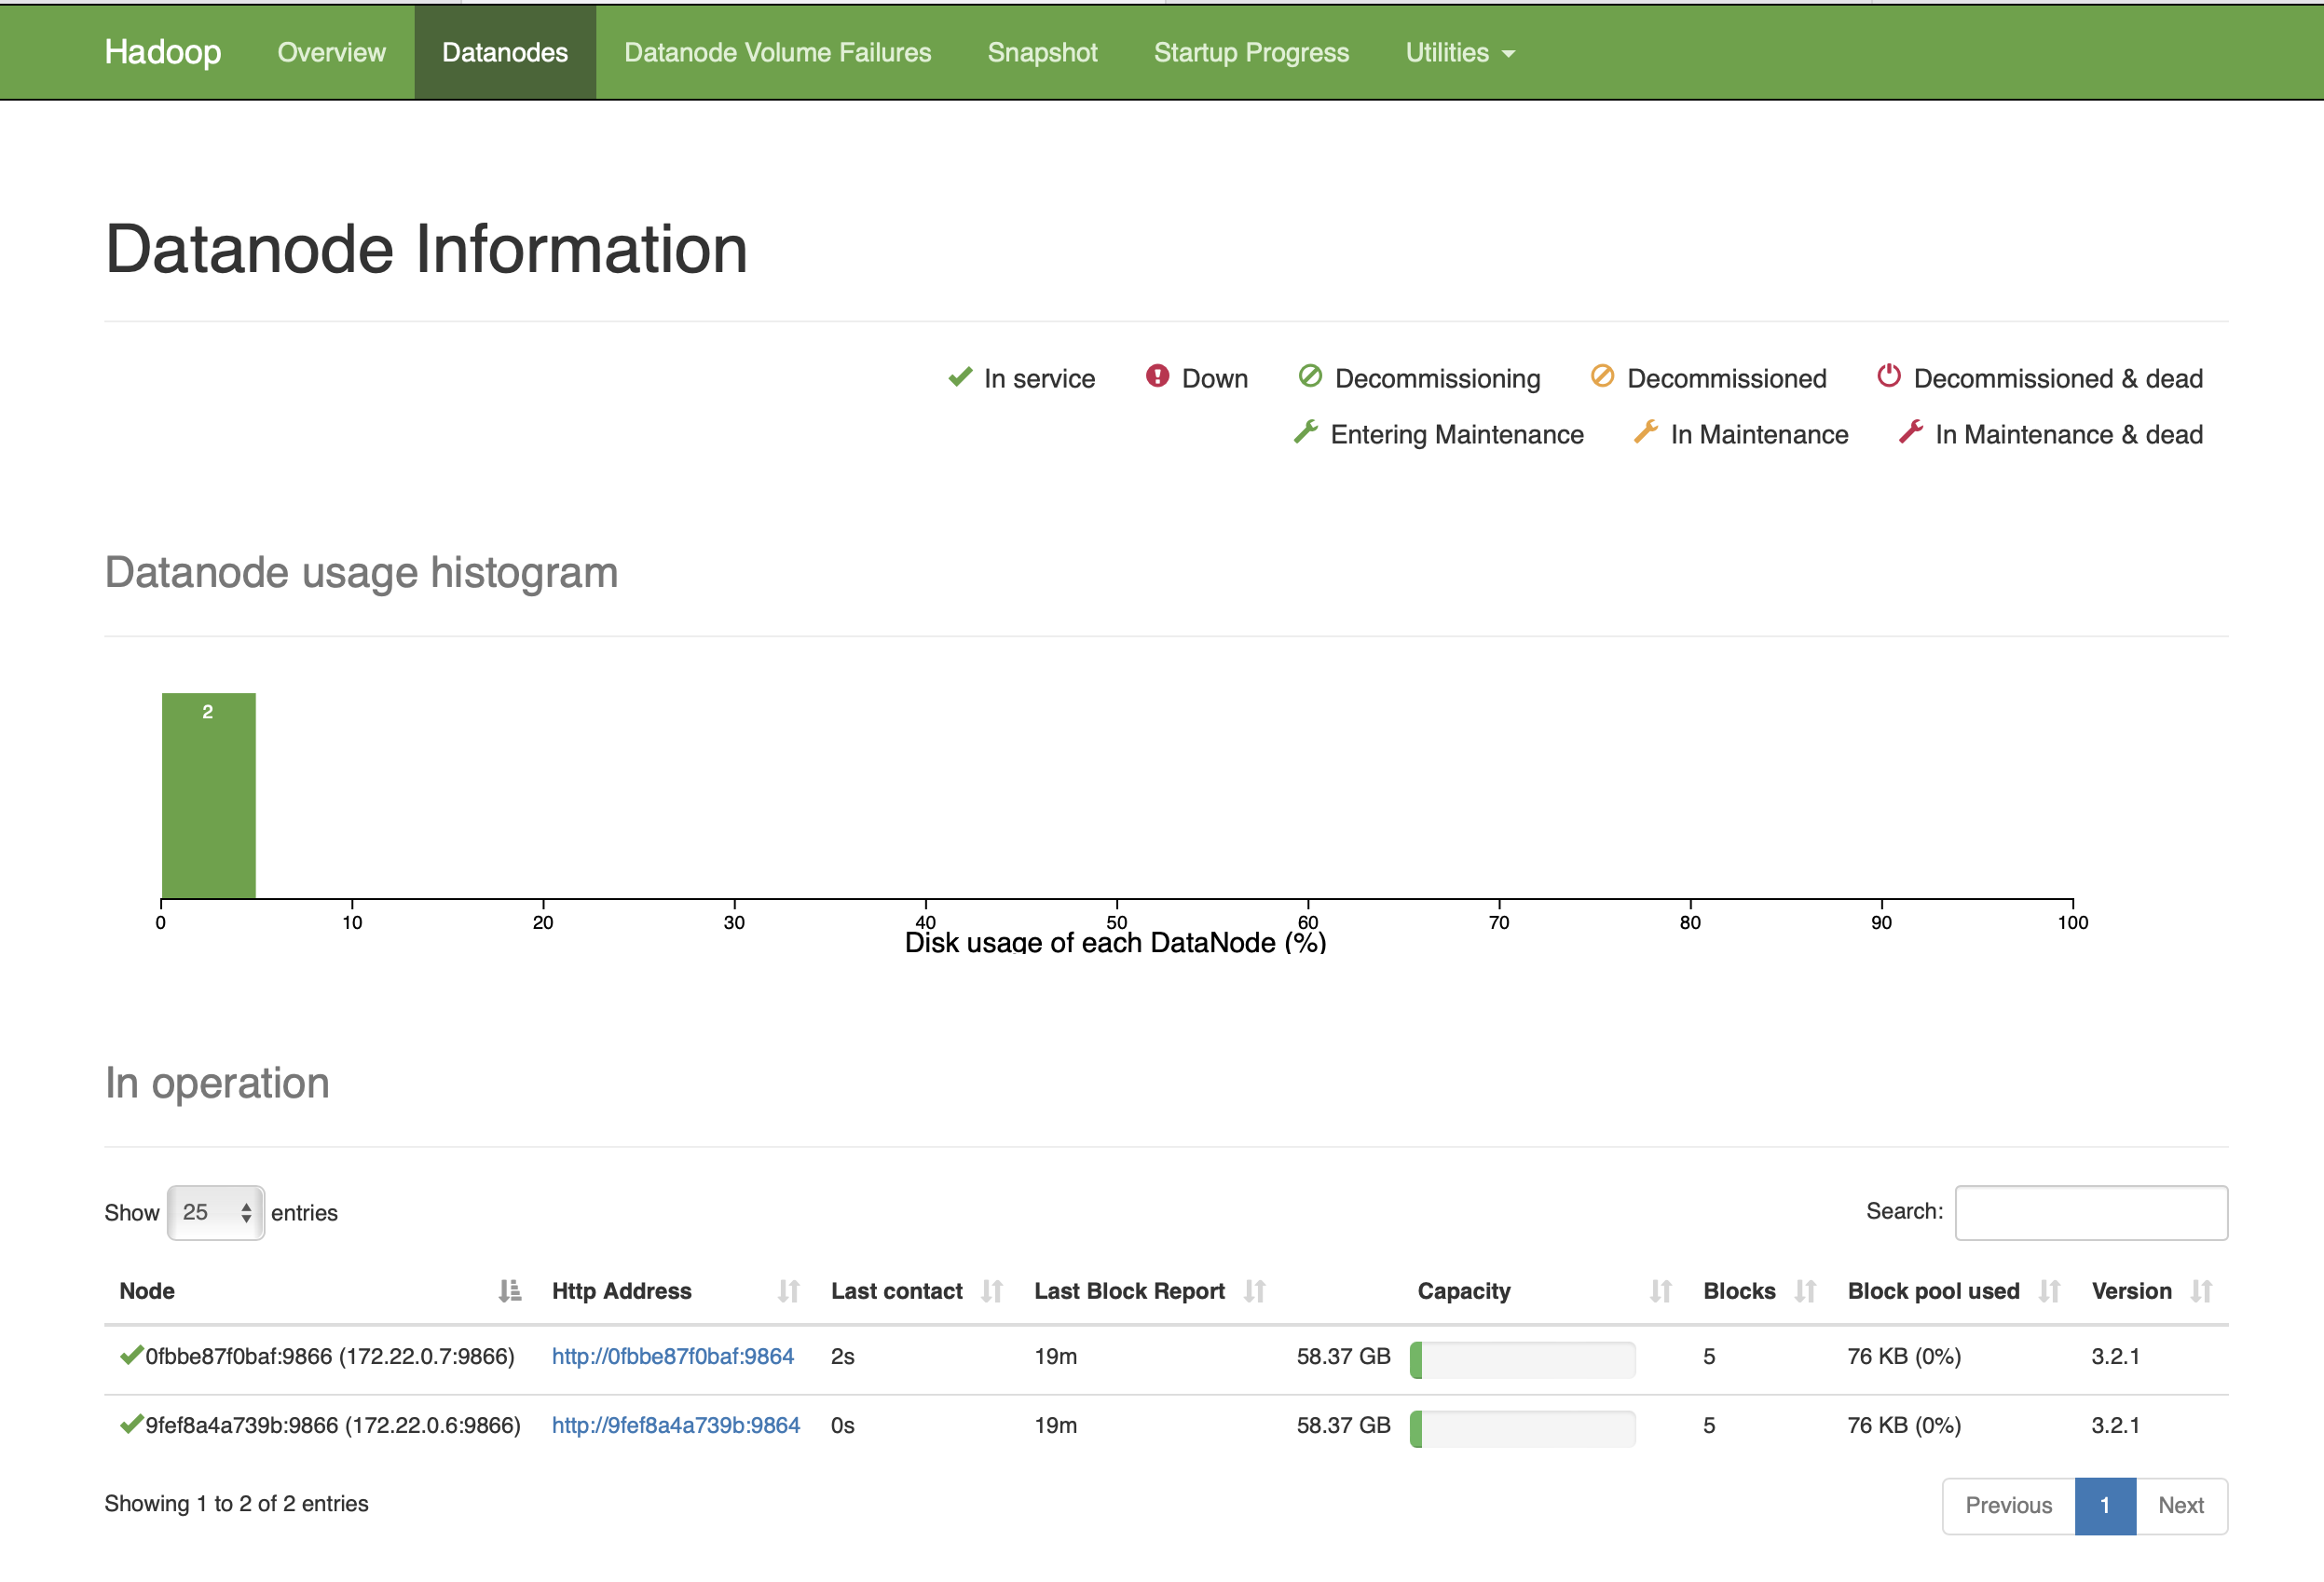 Hadoop Overview Datanodes Datanode Volume Failures Snapshot Startup Progress Utilities
Datanode Information
In service Down Decommissioning Decommissioned Decommissioned & dead
Entering Maintenance In Maintenance In Maintenance & dead
Datanode usage histogram
2
0 10 20 30 40 50 60 70 80 90 100
Disk usage of each DataNode (%)
In operation
Show 25 entries Search:
Node Http Address Last contact Last Block Report Capacity Blocks Block pool used Version
0fbbe87f0baf:9866 (172.22.0.7:9866) http://0fbbe87f0baf:9864 2s 19m 58.37 GB 5 76 KB (0%) 3.2.1
9fef8a4a739b:9866 (172.22.0.6:9866) http://9fef8a4a739b:9864 0s 19m 58.37 GB 5 76 KB (0%) 3.2.1
Showing 1 to 2 of 2 entries Previous 1 Next